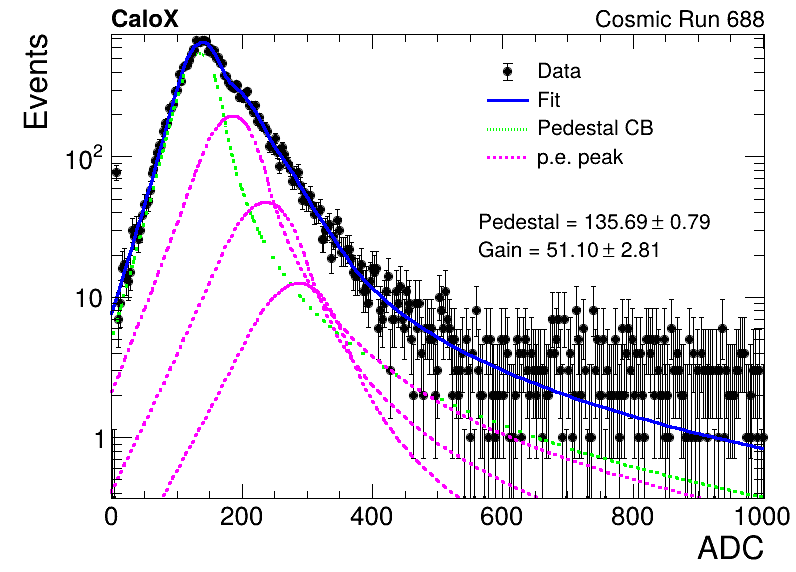 CaloX Cosmic Run 688
Events
Data
Fit
Pedestal CB
p.e. peak
Pedestal = 135.69 ± 0.79
Gain = 51.10 ± 2.81
10²
10
1
0 200 400 600 800 1000
ADC